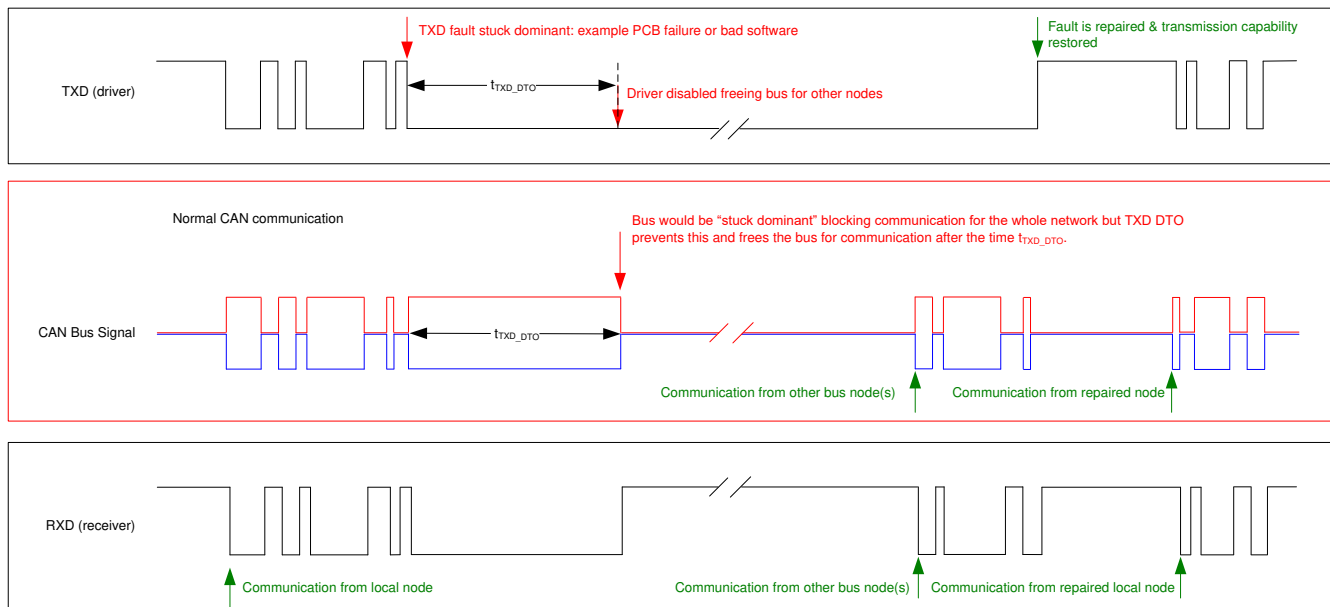 TXD fault stuck dominant: example PCB failure or bad software
Fault is repaired & transmission capability
restored
TXD (driver)
tTXD_DTO
Driver disabled freeing bus for other nodes
Normal CAN communication
Bus would be “stuck dominant” blocking communication for the whole network but TXD DTO
prevents this and frees the bus for communication after the time tTXD_DTO.
CAN Bus Signal
tTXD_DTO
Communication from other bus node(s)
Communication from repaired node
RXD (receiver)
Communication from local node
Communication from other bus node(s)
Communication from repaired local node